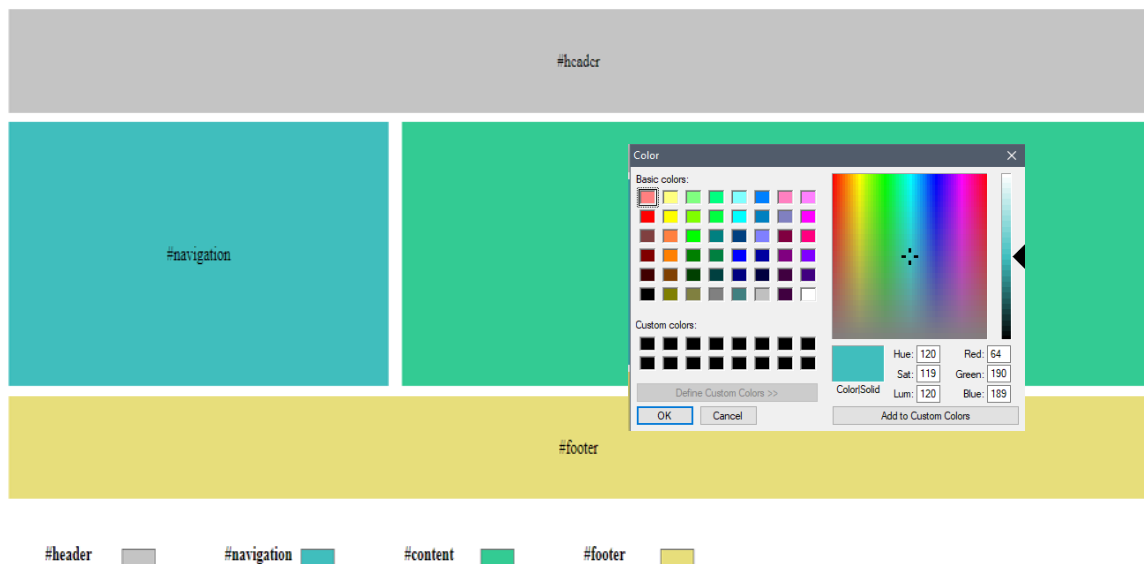 #header
#navigation
Color
Basic colors:
Custom colors:
Define Custom Colors >>
OK Cancel
Color|Solid
Hue: 120 Red: 64
Sat: 119 Green: 190
Lum: 120 Blue: 189
Add to Custom Colors
#footer
#header #navigation #content #footer